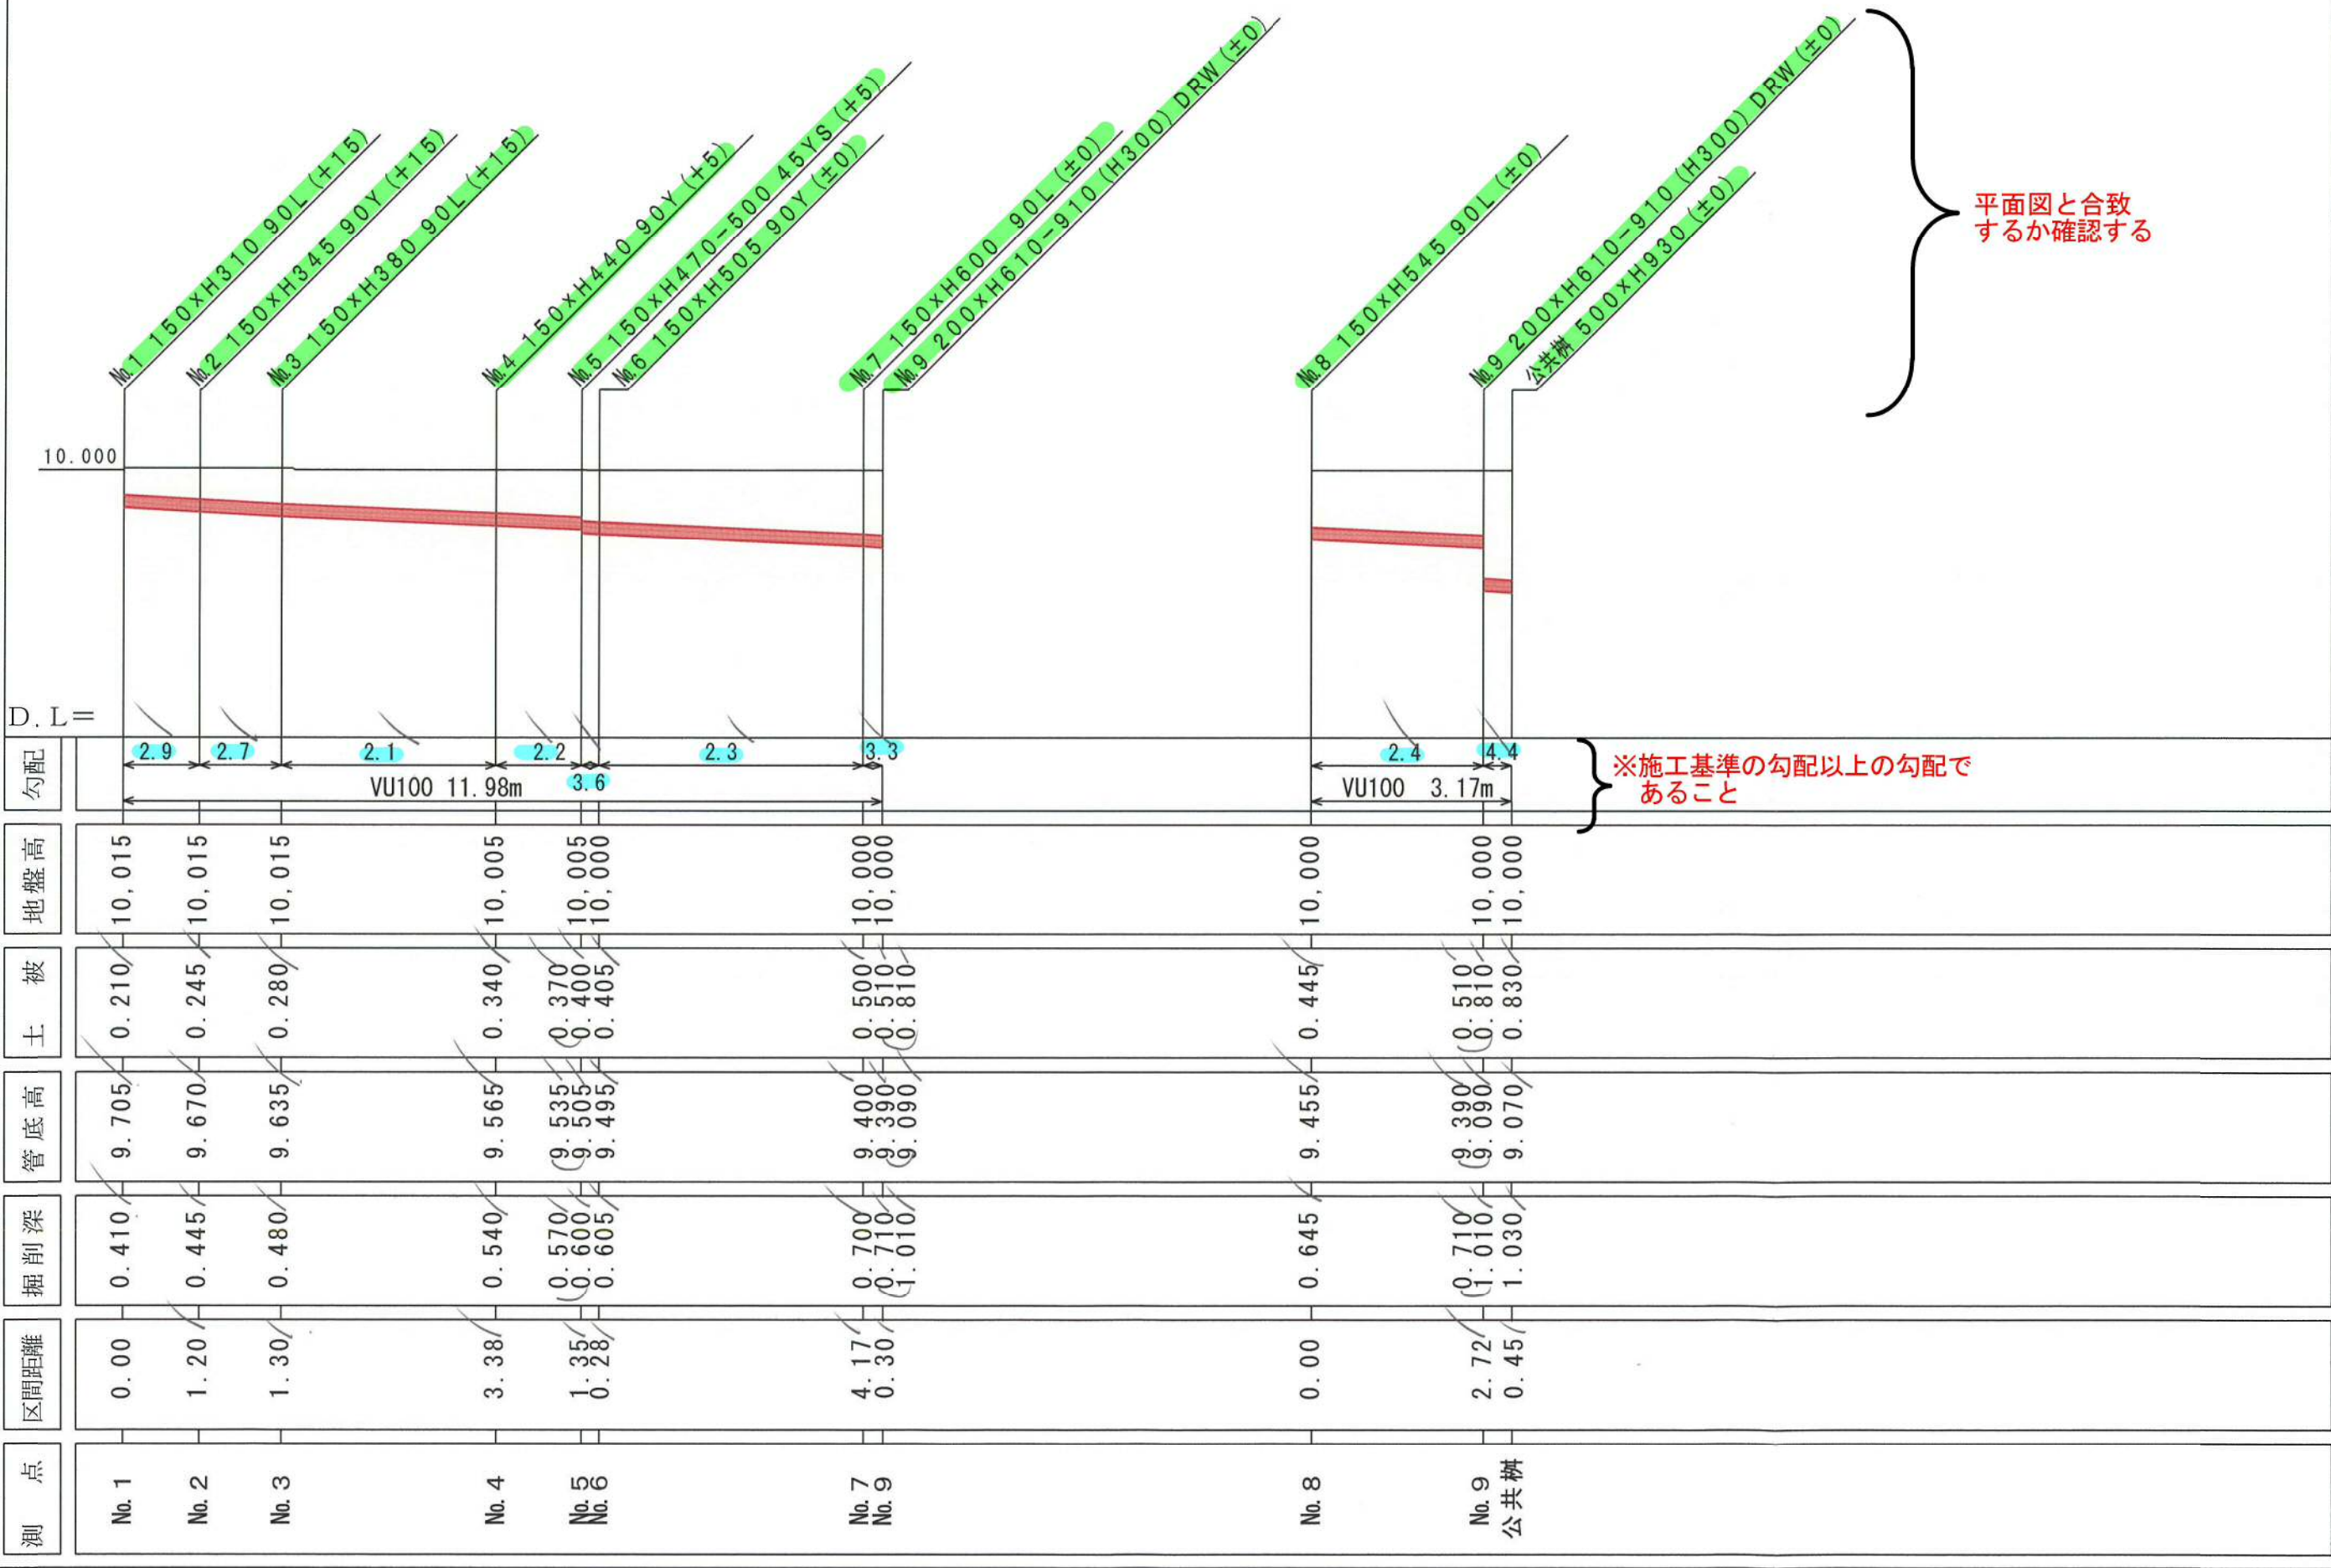 No.1 150×H310 90L(+15)
No.2 150×H345 90Y(+15)
No.3 150×H380 90L(+15)
No.4 150×H440 90Y(+5)
No.5 150×H470-500 45YS(+5)
No.6 150×H505 90Y(±0)
No.7 150×H600 90L(±0)
No.9 200×H610-910(H300)DRW(±0)
No.8 150×H545 90L(±0)
No.9 200×H610-910(H300)DRW(±0)
公共桝 500×H930(±0)
平面図と合致
するか確認する
10.000
D.L=
勾配
2.9 2.7 2.1 2.2 3.6 2.3 3.3 2.4 4.4
VU100 11.98m
VU100 3.17m
※施工基準の勾配以上の勾配で
あること
地盤高
10,015 10,015 10,015 10,005 10,005 10,000 10,000 10,000 10,000 10,000 10,000
土被
0.210 0.245 0.280 0.340 (0.370 0.400) 0.405 0.500 (0.510 0.810) 0.445 (0.510 0.810) 0.830
管底高
9.705 9.670 9.635 9.565 (9.535 9.505) 9.495 9.400 (9.390 9.090) 9.455 (9.390 9.090) 9.070
掘削深
0.410 0.445 0.480 0.540 (0.570 0.600) 0.605 0.700 (0.710 1.010) 0.645 (0.710 1.010) 1.030
区間距離
0.00 1.20 1.30 3.38 1.35 0.28 4.17 0.30 0.00 2.72 0.45
測点
No.1 No.2 No.3 No.4 No.5 No.6 No.7 No.9 No.8 No.9 公共桝